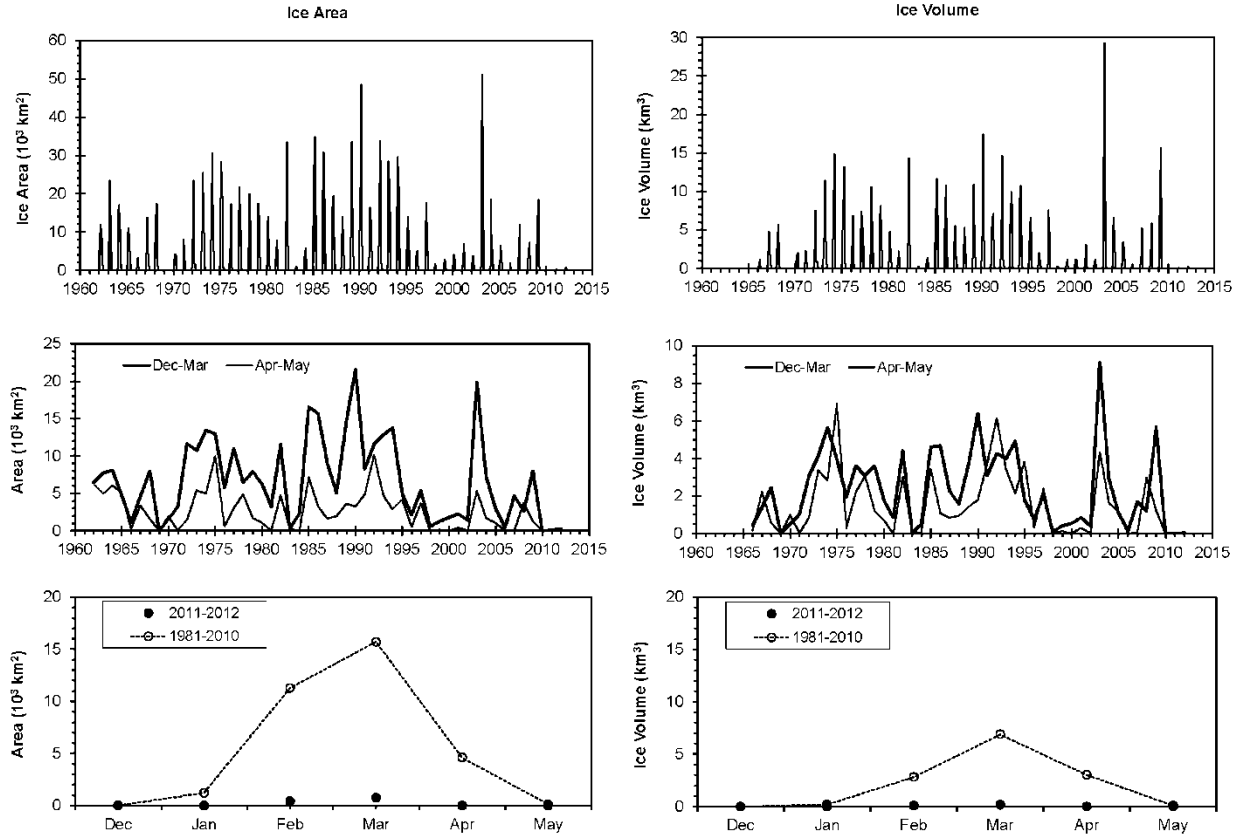 Ice Area
Ice Area (10³ km²)
60
50
40
30
20
10
0
1960 1965 1970 1975 1980 1985 1990 1995 2000 2005 2010 2015
Ice Volume
Ice Volume (km³)
30
25
20
15
10
5
0
1960 1965 1970 1975 1980 1985 1990 1995 2000 2005 2010 2015
Area (10³ km²)
25
20
15
10
5
0
Dec-Mar Apr-May
1960 1965 1970 1975 1980 1985 1990 1995 2000 2005 2010 2015
Ice Volume (km³)
10
8
6
4
2
0
Dec-Mar Apr-May
1960 1965 1970 1975 1980 1985 1990 1995 2000 2005 2010 2015
Area (10³ km²)
20
15
10
5
0
2011-2012
1981-2010
Dec Jan Feb Mar Apr May
Ice Volume (km³)
20
15
10
5
0
2011-2012
1981-2010
Dec Jan Feb Mar Apr May